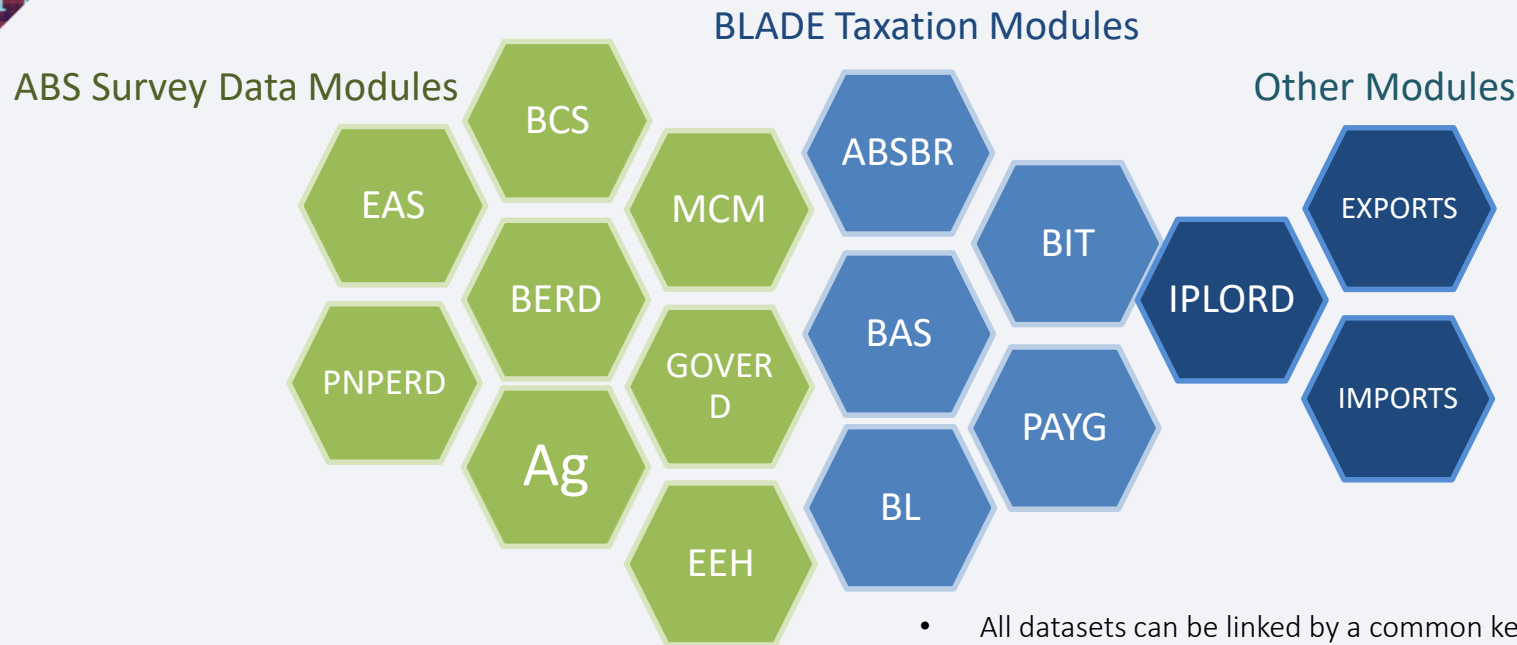 BLADE Taxation Modules
ABS Survey Data Modules
Other Modules
BCS
EAS
MCM
BERD
PNPERD
GOVER
D
Ag
EEH
ABSBR
BIT
BAS
PAYG
BL
IPLORD
EXPORTS
IMPORTS
• All datasets can be linked by a common ke